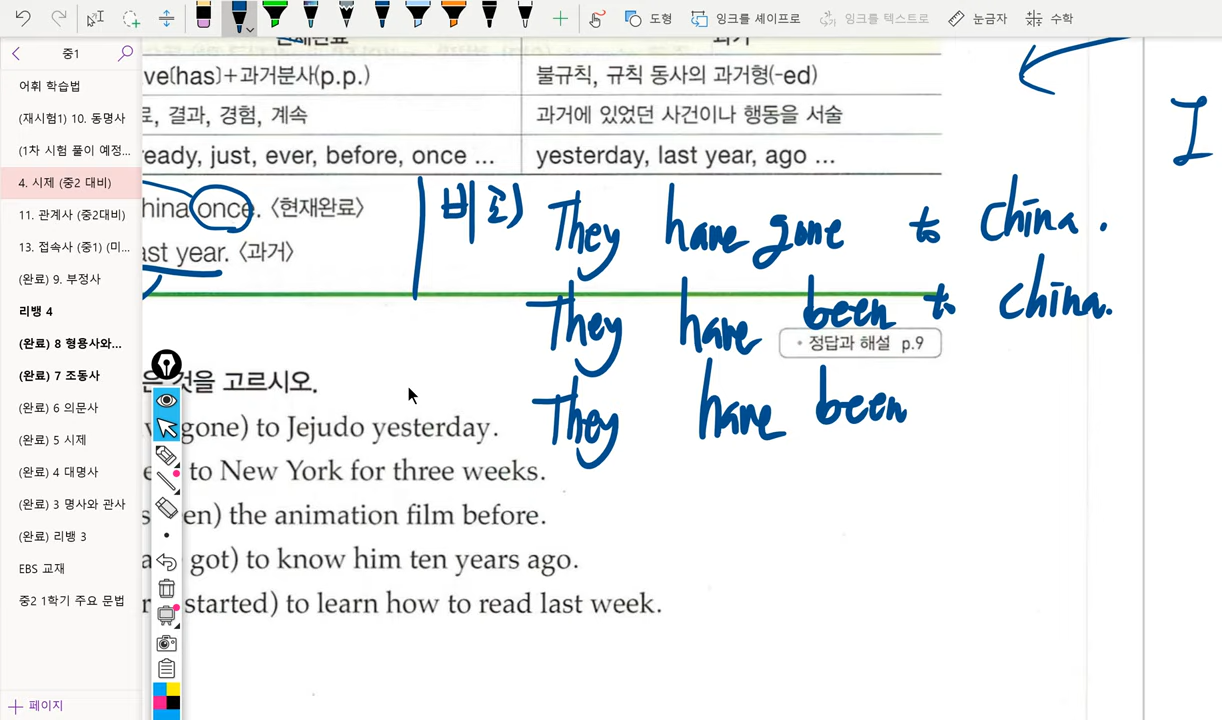 도형 잉크를 셰이프로 잉크를 텍스트로 눈금자 수학
중1
어휘 학습법
(재시험1) 10. 동명사
(1차 시험 풀이 예정...
4. 시제 (중2 대비)
11. 관계사 (중2대비)
13. 접속사 (중1) (미...
(완료) 9. 부정사
리뱅 4
(완료) 8 형용사와...
(완료) 7 조동사
(완료) 6 의문사
(완료) 5 시제
(완료) 4 대명사
(완료) 3 명사와 관사
(완료) 리뱅 3
EBS 교재
중2 1학기 주요 문법
페이지
현재완료 과거
ve(has)+과거분사(p.p.) 불규칙, 규칙 동사의 과거형(-ed)
료, 결과, 경험, 계속 과거에 있었던 사건이나 행동을 서술
ready, just, ever, before, once ... yesterday, last year, ago ...
hina once. 〈현재완료〉
ast year. 〈과거〉
비교) They have gone to china.
They have been to china.
They have been
I
• 정답과 해설 p.9
은 것을 고르시오.
gone) to Jejudo yesterday.
to New York for three weeks.
en) the animation film before.
got) to know him ten years ago.
started) to learn how to read last week.